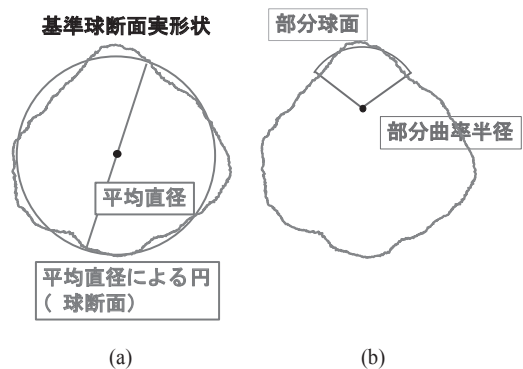 基準球断面実形状
部分球面
部分曲率半径
平均直径
平均直径による円
( 球断面)
(a)
(b)